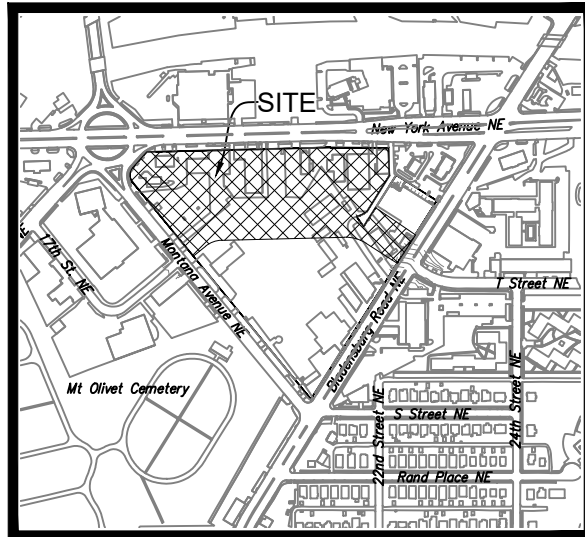 SITE
New York Avenue NE
17th St. NE
Montana Avenue NE
Bladensburg Road NE
T Street NE
Mt Olivet Cemetery
22nd Street NE
S Street NE
24th Street NE
Rand Place NE